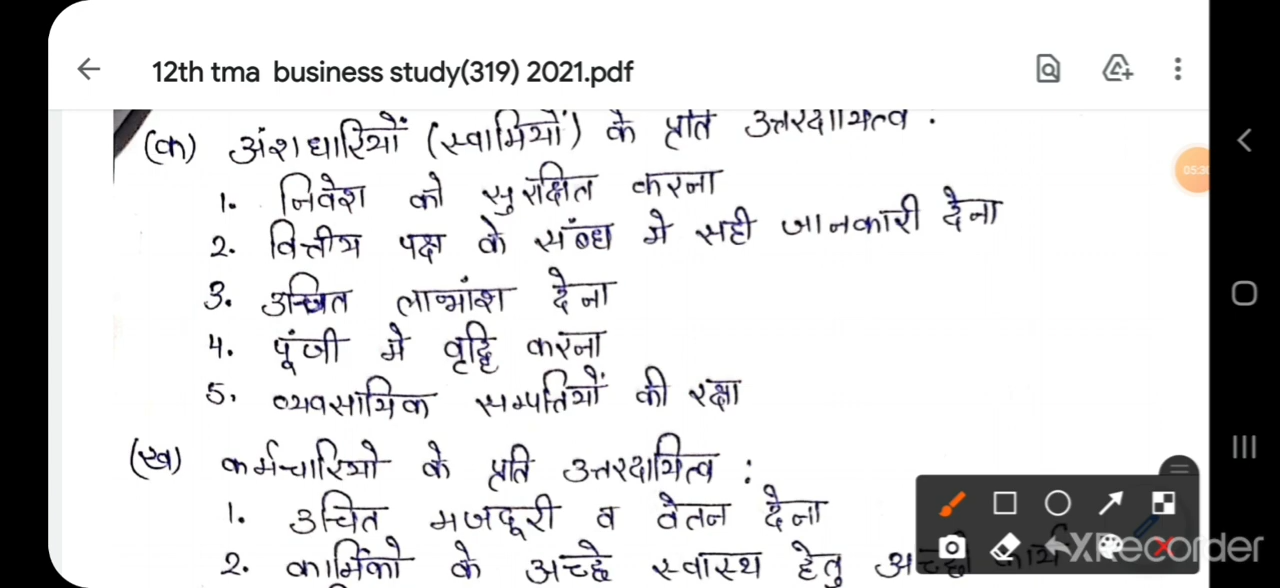 12th tma business study(319) 2021.pdf
(क) अंशधारियों (स्वामियों) के प्रति उत्तरदायित्व :
1. निवेश को सुरक्षित करना
2. वित्तीय पक्ष के संबंध मे सही जानकारी देना
3. उचित लाभांश देना
4. पूंजी मे वृद्धि करना
5. व्यवसायिक सम्पत्तियों की रक्षा
(ख) कर्मचारियो के प्रति उत्तरदायित्व :
1. उचित मजदूरी व वेतन देना
2. कार्मिको के अच्छे स्वास्थ हेतु
05:30
XRecorder